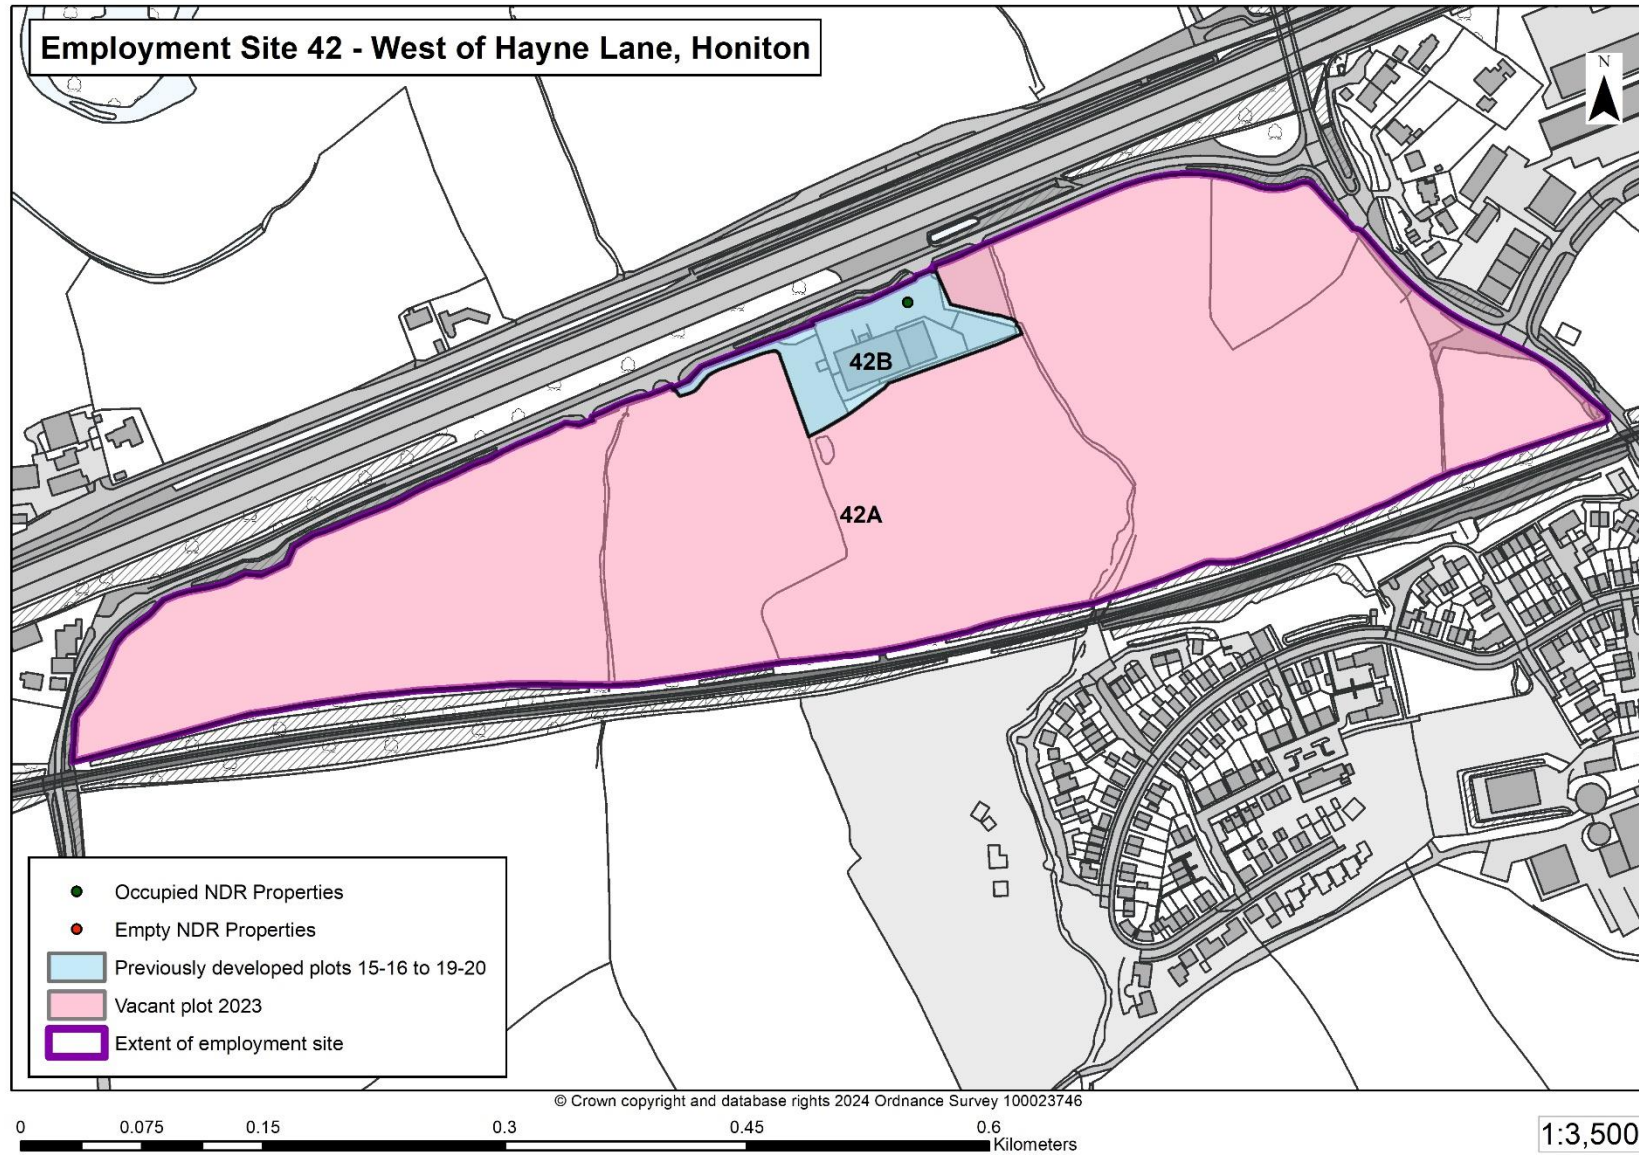 Employment Site 42 - West of Hayne Lane, Honiton
N
42B
42A
Occupied NDR Properties
Empty NDR Properties
Previously developed plots 15-16 to 19-20
Vacant plot 2023
Extent of employment site
© Crown copyright and database rights 2024 Ordnance Survey 100023746
0 0.075 0.15 0.3 0.45 0.6
Kilometers
1:3,500